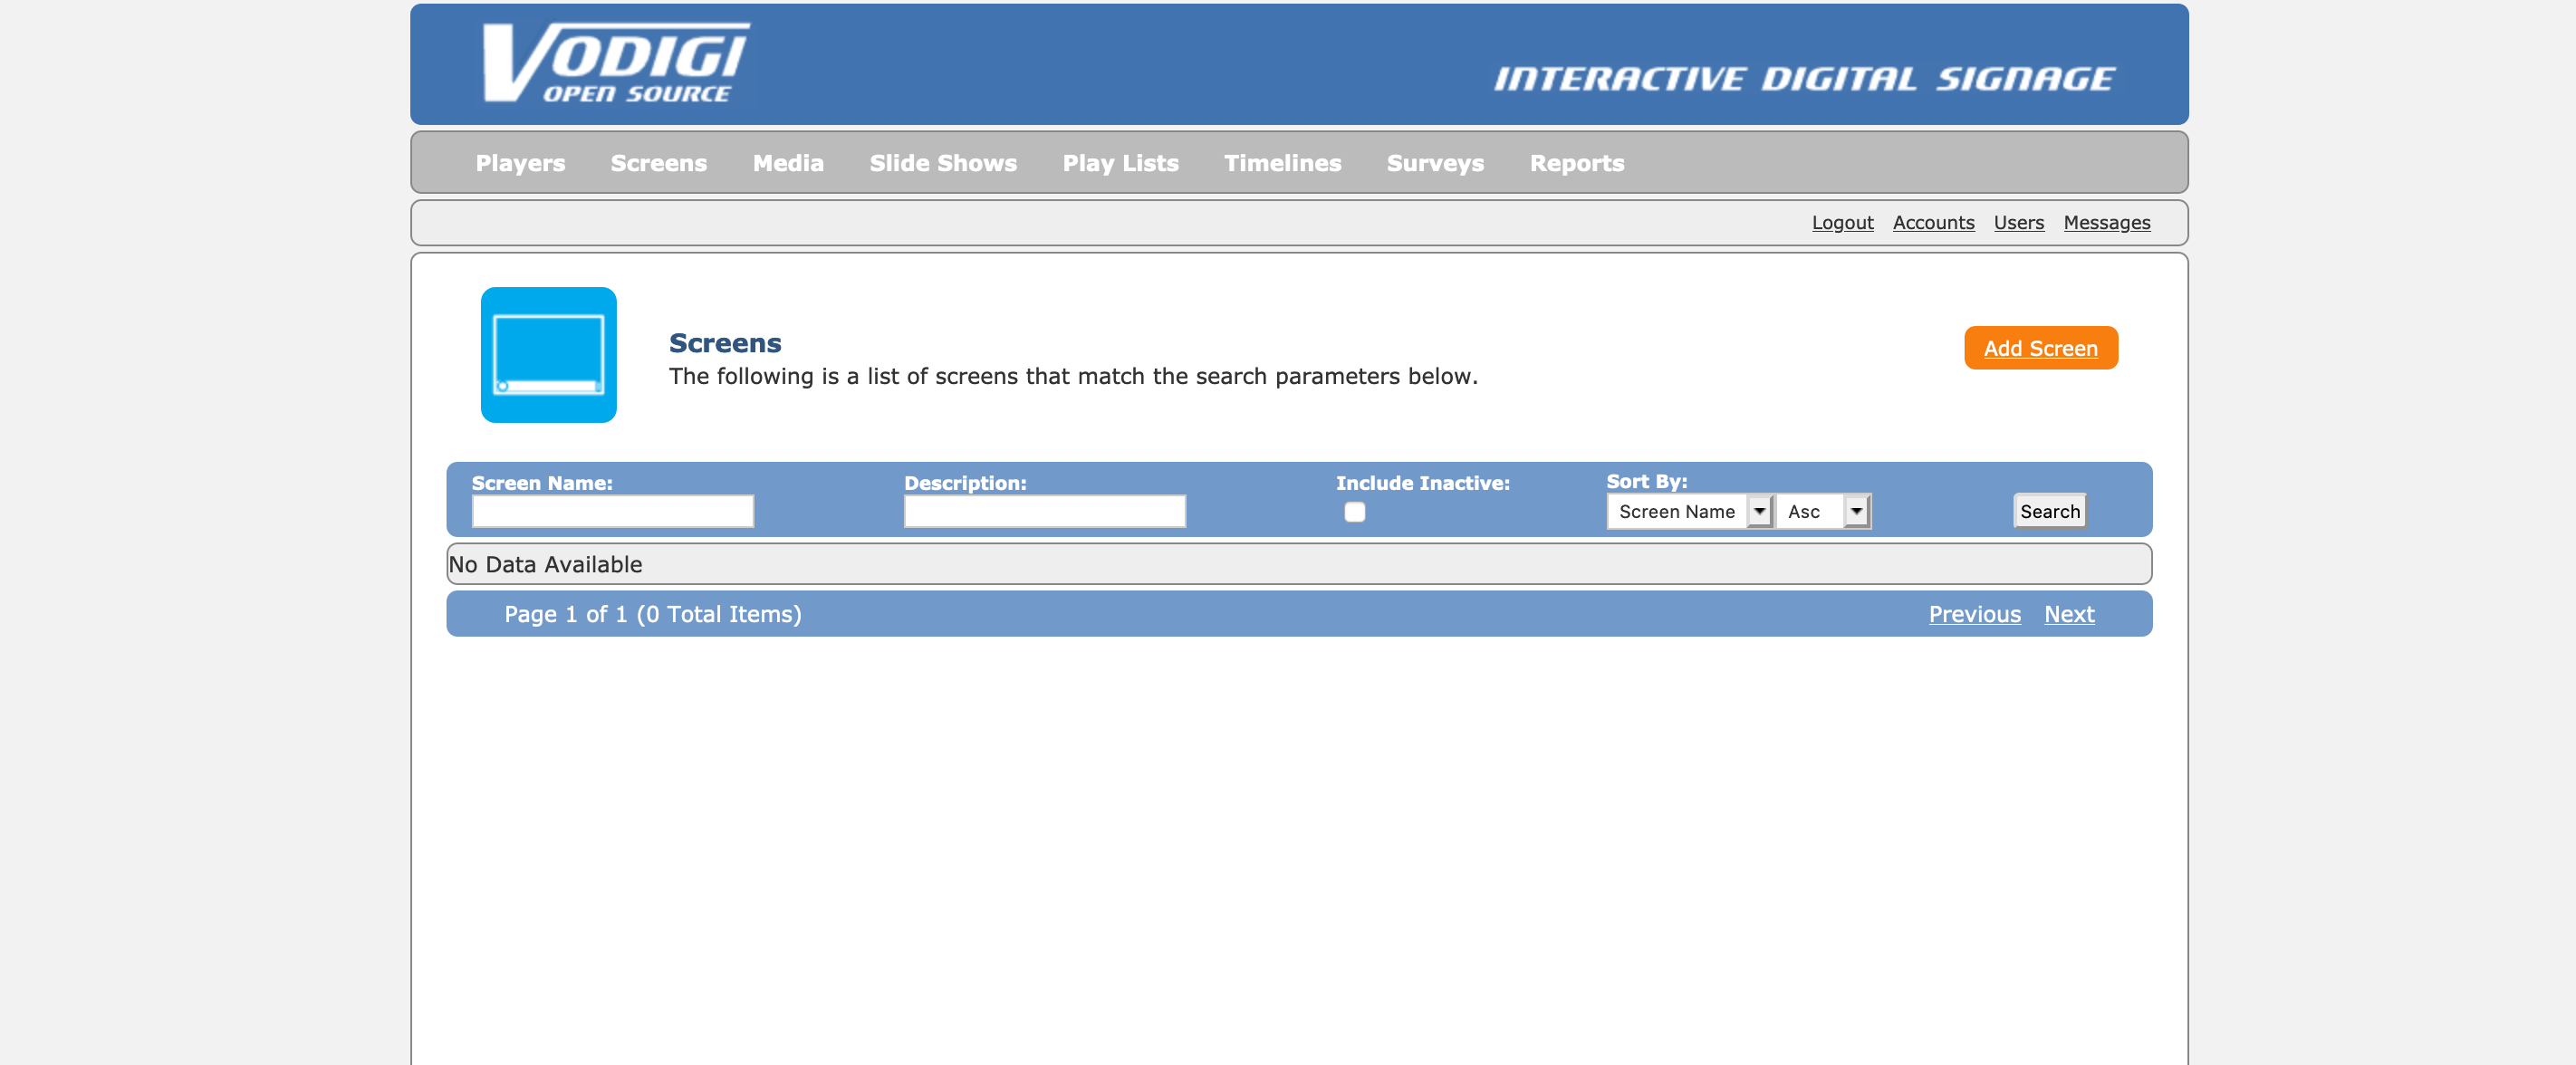 VODIGI
OPEN SOURCE
INTERACTIVE DIGITAL SIGNAGE
Players Screens Media Slide Shows Play Lists Timelines Surveys Reports
Logout Accounts Users Messages
Screens
The following is a list of screens that match the search parameters below.
Add Screen
Screen Name: Description: Include Inactive: Sort By:
Screen Name Asc Search
No Data Available
Page 1 of 1 (0 Total Items) Previous Next